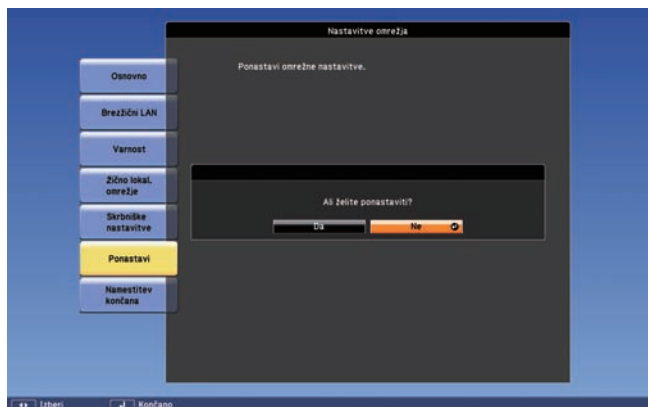 Nastavitve omrežja
Ponastavi omrežne nastavitve.
Osnovno
Brezžični LAN
Varnost
Žično lokal.
omrežje
Skrbniške
nastavitve
Ponastavi
Namestitev
končana
Ali želite ponastaviti?
Da
Ne
Izberi
Končano